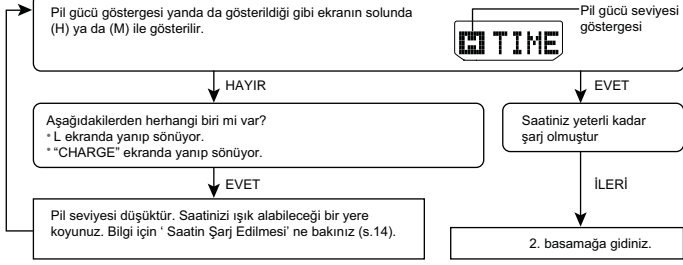 Pil gücü göstergesi yanda da gösterildiği gibi ekranın solunda
(H) ya da (M) ile gösterilir.
Pil gücü seviyesi
göstergesi
TIME
HAYIR
EVET
Aşağıdakilerden herhangi biri mi var?
* L ekranda yanıp sönüyor.
* “CHARGE” ekranda yanıp sönüyor.
Saatiniz yeterli kadar
şarj olmuştur
EVET
İLERİ
Pil seviyesi düşüktür. Saatinizi ışık alabileceği bir yere
koyunuz. Bilgi için ‘ Saatin Şarj Edilmesi’ ne bakınız (s.14).
2. basamağa gidiniz.